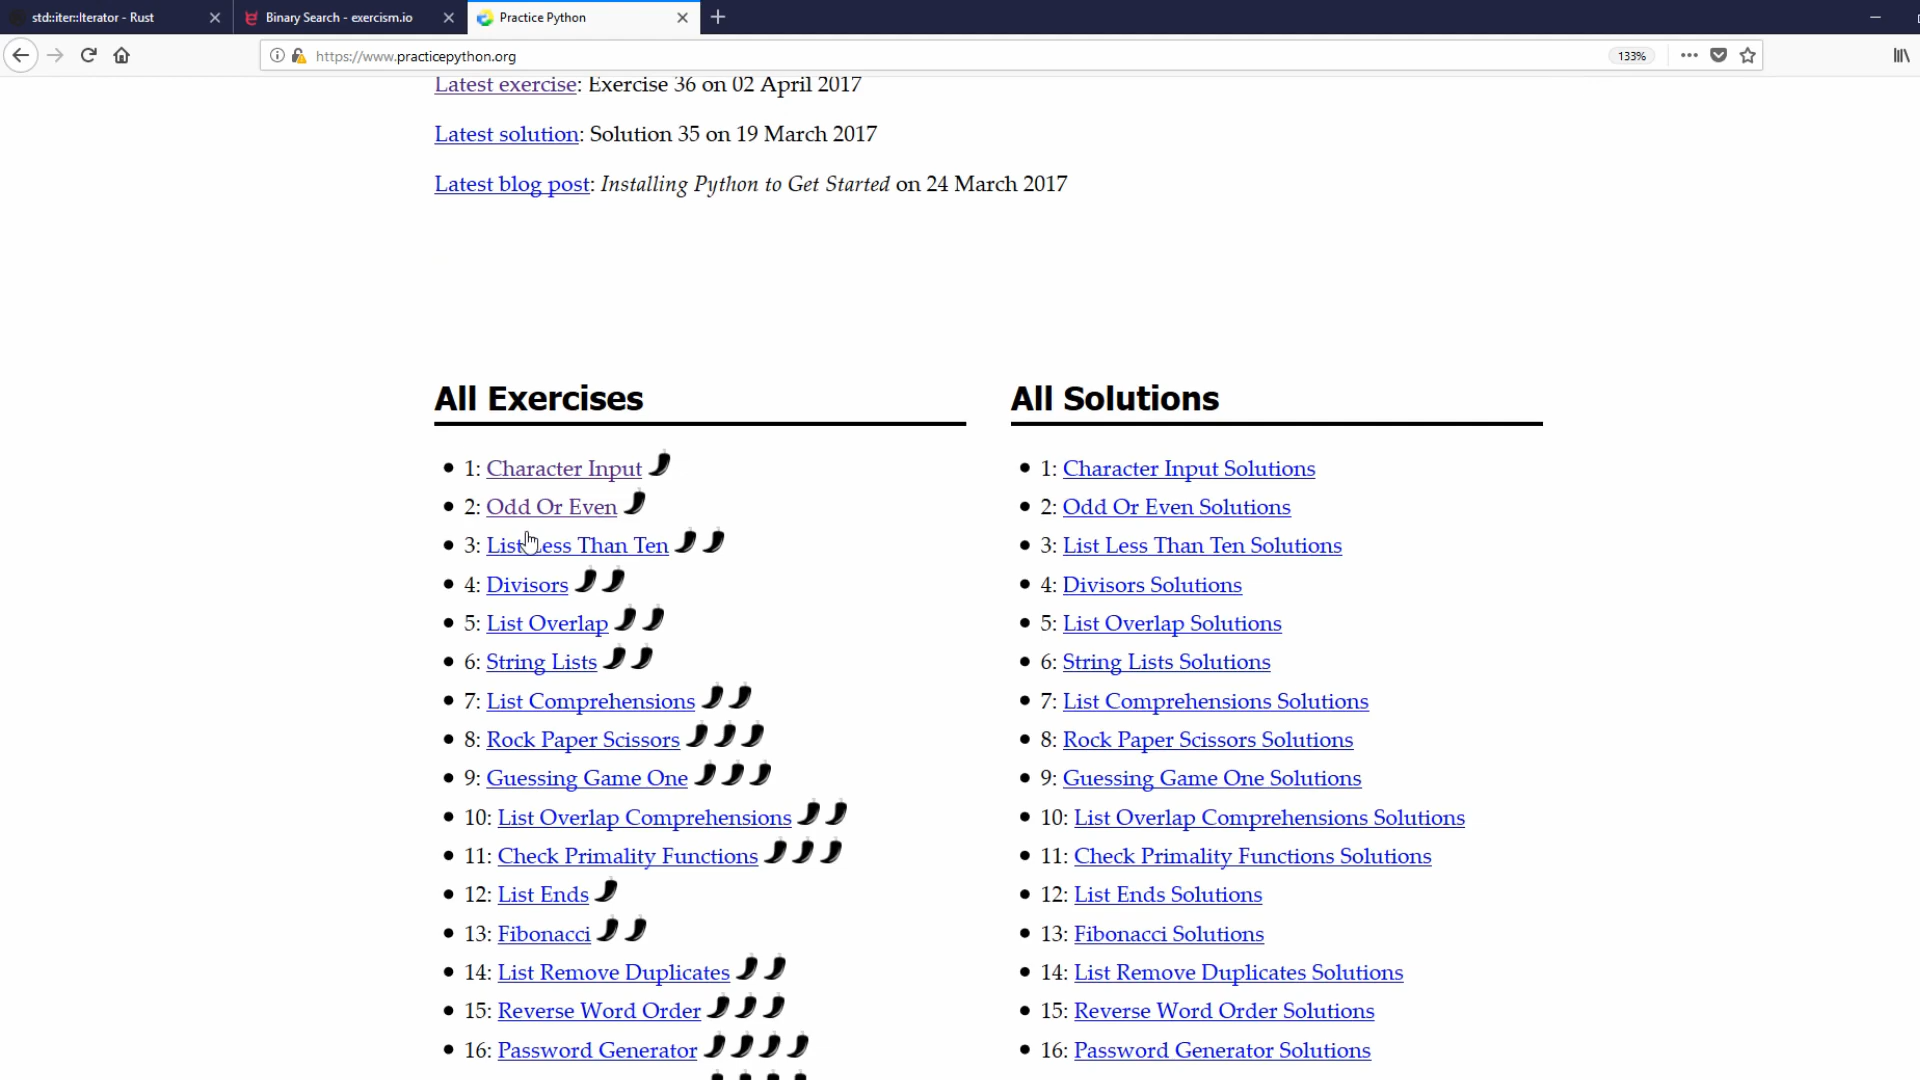 std::iter::Iterator - Rust
Binary Search - exercism.io
Practice Python
https://www.practicepython.org
133%
Latest exercise: Exercise 36 on 02 April 2017
Latest solution: Solution 35 on 19 March 2017
Latest blog post: Installing Python to Get Started on 24 March 2017
All Exercises
1: Character Input
2: Odd Or Even
3: List Less Than Ten
4: Divisors
5: List Overlap
6: String Lists
7: List Comprehensions
8: Rock Paper Scissors
9: Guessing Game One
10: List Overlap Comprehensions
11: Check Primality Functions
12: List Ends
13: Fibonacci
14: List Remove Duplicates
15: Reverse Word Order
16: Password Generator
All Solutions
1: Character Input Solutions
2: Odd Or Even Solutions
3: List Less Than Ten Solutions
4: Divisors Solutions
5: List Overlap Solutions
6: String Lists Solutions
7: List Comprehensions Solutions
8: Rock Paper Scissors Solutions
9: Guessing Game One Solutions
10: List Overlap Comprehensions Solutions
11: Check Primality Functions Solutions
12: List Ends Solutions
13: Fibonacci Solutions
14: List Remove Duplicates Solutions
15: Reverse Word Order Solutions
16: Password Generator Solutions